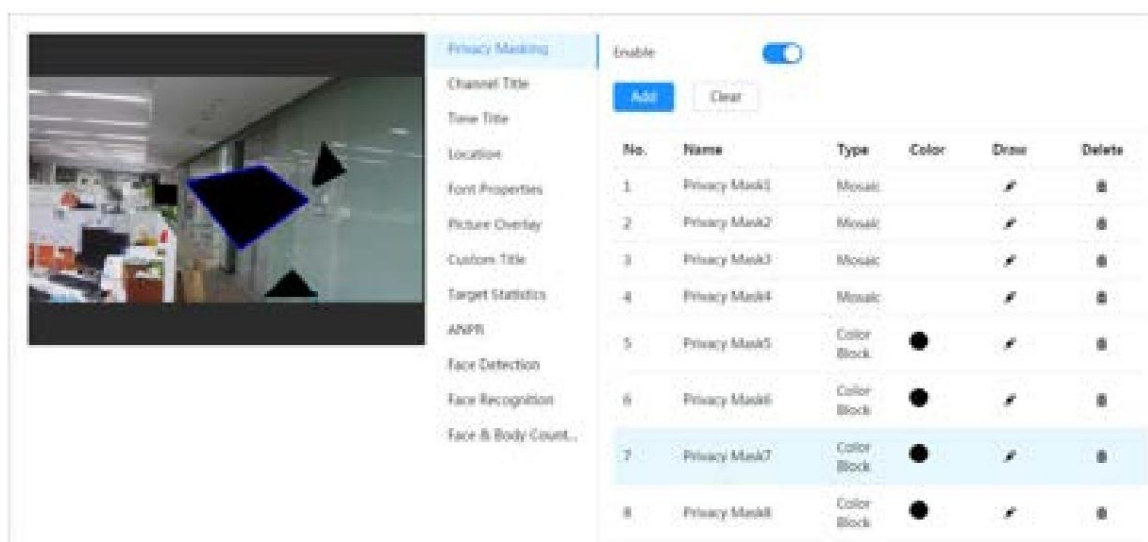 Privacy Masking
Channel Title
Time Title
Location
Font Properties
Picture Overlay
Custom Title
Target Statistics
ANPR
Face Detection
Face Recognition
Face & Body Count...
Enable
Add Clear
No. Name Type Color Draw Delete
1 Privacy Mask1 Mosaic
2 Privacy Mask2 Mosaic
3 Privacy Mask3 Mosaic
4 Privacy Mask4 Mosaic
5 Privacy Mask5 Color Block
6 Privacy Mask6 Color Block
7 Privacy Mask7 Color Block
8 Privacy Mask8 Color Block